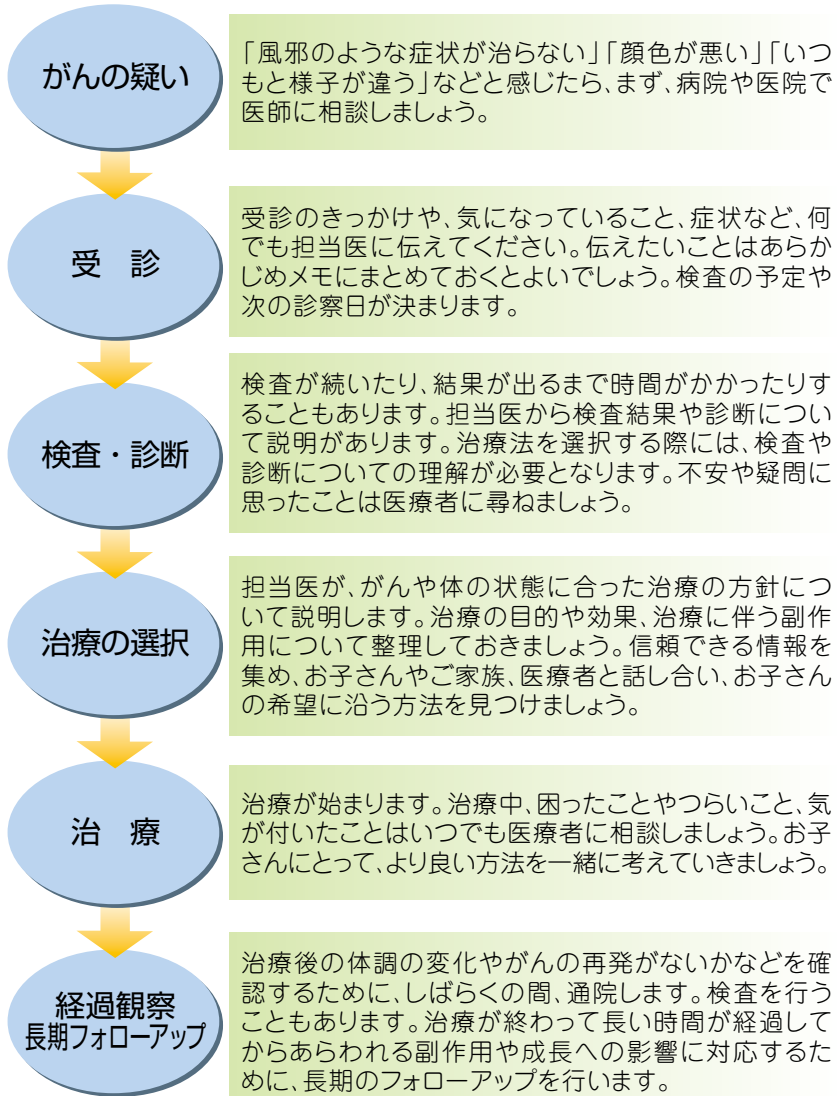 がんの疑い
「風邪のような症状が治らない」「顔色が悪い」「いつ
もと様子が違う」などと感じたら、まず、病院や医院で
医師に相談しましょう。
受　診
受診のきっかけや、気になっていること、症状など、何
でも担当医に伝えてください。伝えたいことはあらか
じめメモにまとめておくとよいでしょう。検査の予定や
次の診察日が決まります。
検査・診断
検査が続いたり、結果が出るまで時間がかかったりす
ることもあります。担当医から検査結果や診断につい
て説明があります。治療法を選択する際には、検査や
診断についての理解が必要となります。不安や疑問に
思ったことは医療者に尋ねましょう。
治療の選択
担当医が、がんや体の状態に合った治療の方針につ
いて説明します。治療の目的や効果、治療に伴う副作
用について整理しておきましょう。信頼できる情報を
集め、お子さんやご家族、医療者と話し合い、お子さん
の希望に沿う方法を見つけましょう。
治　療
治療が始まります。治療中、困ったことやつらいこと、気
が付いたことはいつでも医療者に相談しましょう。お子
さんにとって、より良い方法を一緒に考えていきましょう。
経過観察
長期フォローアップ
治療後の体調の変化やがんの再発がないかなどを確
認するために、しばらくの間、通院します。検査を行う
こともあります。治療が終わって長い時間が経過して
からあらわれる副作用や成長への影響に対応するた
めに、長期のフォローアップを行います。